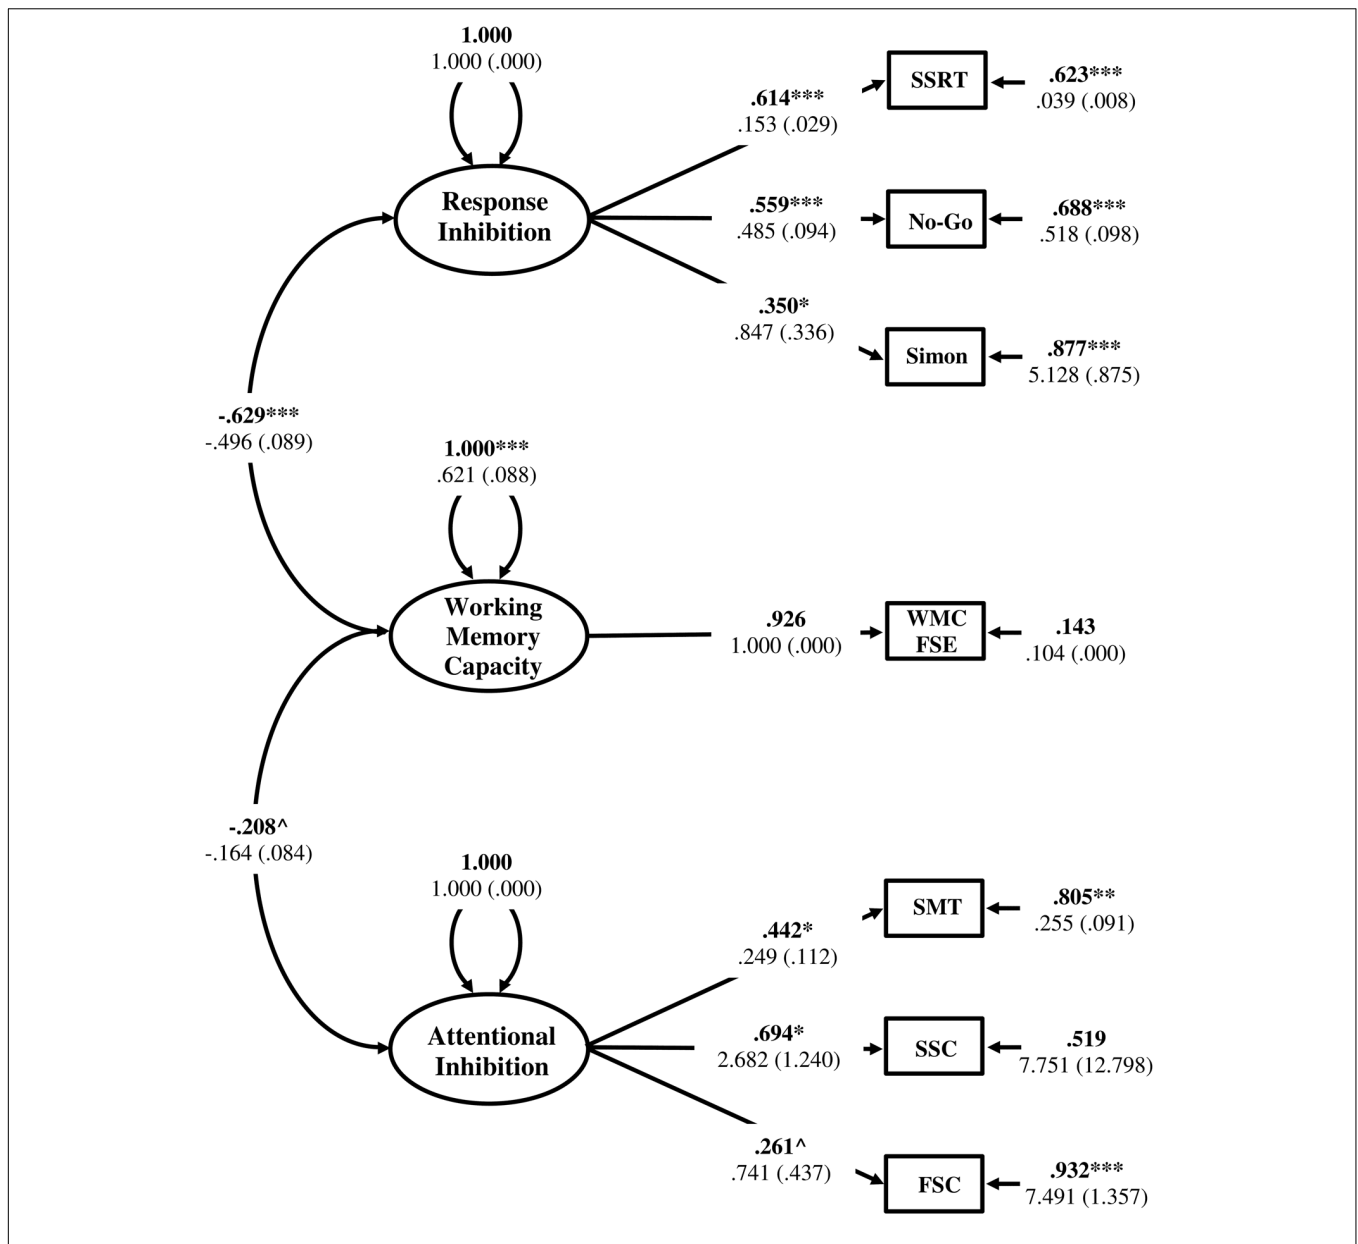 1.000
1.000 (.000)
Response
Inhibition
.614***
.153 (.029)
SSRT
.623***
.039 (.008)
.559***
.485 (.094)
No-Go
.688***
.518 (.098)
.350*
.847 (.336)
Simon
.877***
5.128 (.875)
-.629***
-.496 (.089)
1.000***
.621 (.088)
Working
Memory
Capacity
.926
1.000 (.000)
WMC
FSE
.143
.104 (.000)
-.208^
-.164 (.084)
1.000
1.000 (.000)
Attentional
Inhibition
.442*
.249 (.112)
SMT
.805**
.255 (.091)
.694*
2.682 (1.240)
SSC
.519
7.751 (12.798)
.261^
.741 (.437)
FSC
.932***
7.491 (1.357)